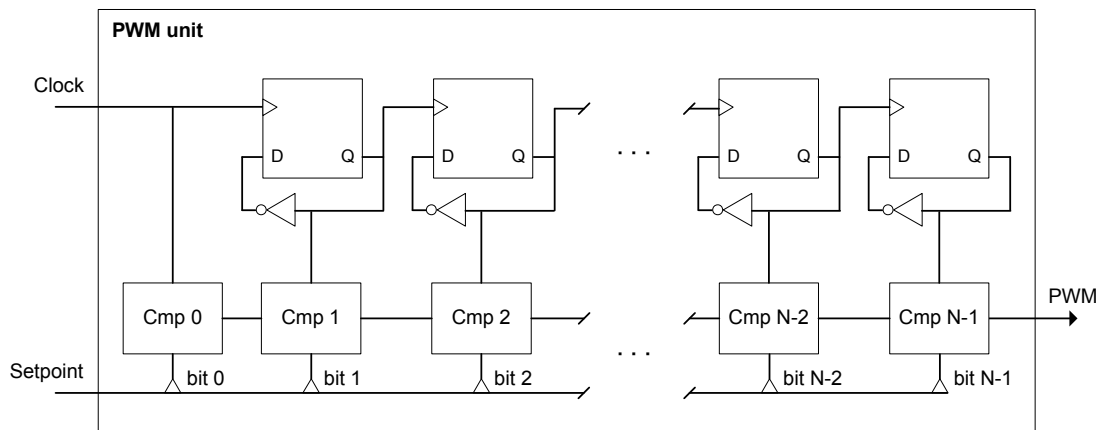 PWM unit
Clock
D Q D Q D Q D Q
. . .
Cmp 0 Cmp 1 Cmp 2 Cmp N-2 Cmp N-1 PWM
. . .
Setpoint bit 0 bit 1 bit 2 bit N-2 bit N-1